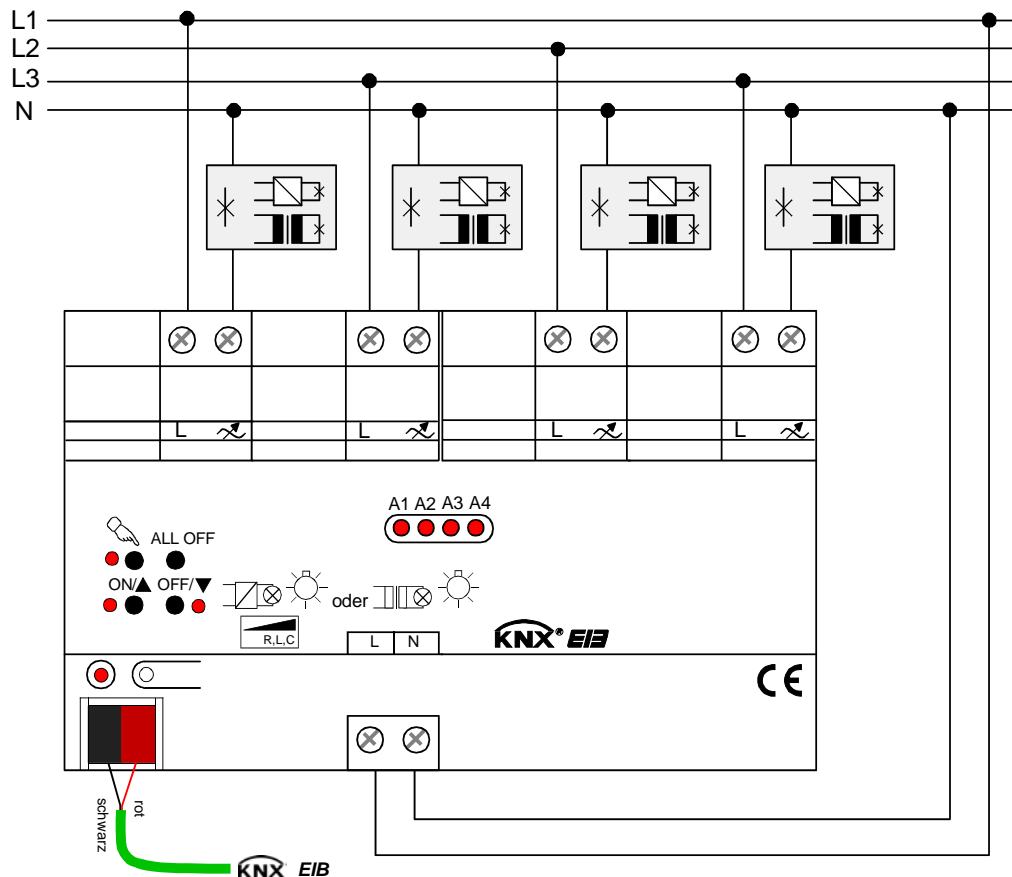 L1
L2
L3
N
L
L
L
L
A1 A2 A3 A4
ALL OFF
ON/▲ OFF/▼
oder
R,L,C
L N
KNX® EIB
CE
rot
schwarz
KNX EIB